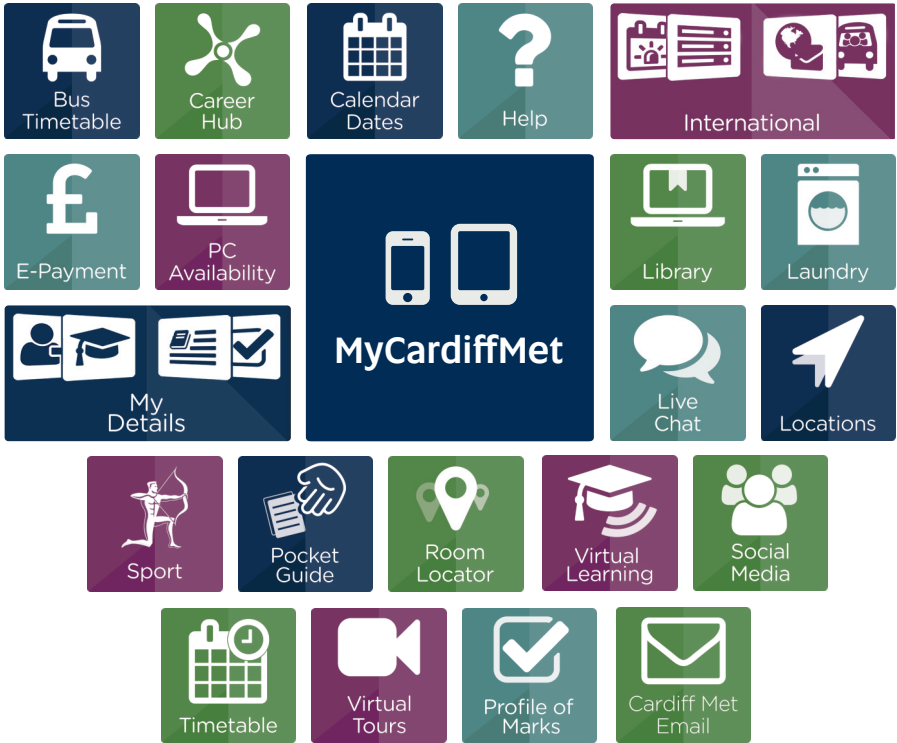 Bus
Timetable
Career
Hub
Calendar
Dates
Help
International
E-Payment
PC
Availability
MyCardiffMet
Library
Laundry
My
Details
Live
Chat
Locations
Sport
Pocket
Guide
Room
Locator
Virtual
Learning
Social
Media
Timetable
Virtual
Tours
Profile of
Marks
Cardiff Met
Email